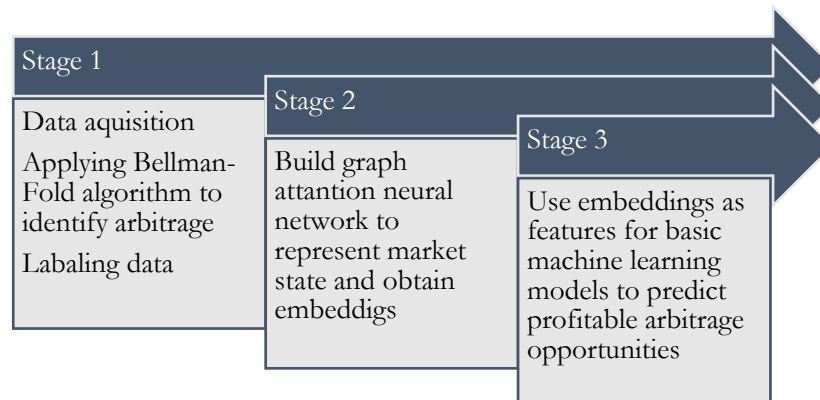 Stage 1
Data aquisition
Applying Bellman-
Fold algorithm to
identify arbitrage
Labaling data
Stage 2
Build graph
attantion neural
network to
represent market
state and obtain
embeddigs
Stage 3
Use embeddings as
features for basic
machine learning
models to predict
profitable arbitrage
opportunities